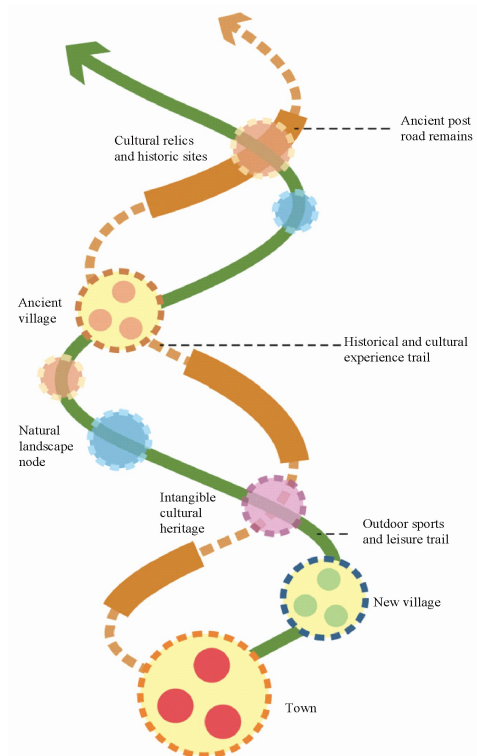 Ancient post
road remains
Cultural relics
and historic sites
Ancient
village
Historical and cultural
experience trail
Natural
landscape
node
Intangible
cultural
heritage
Outdoor sports
and leisure trail
New village
Town